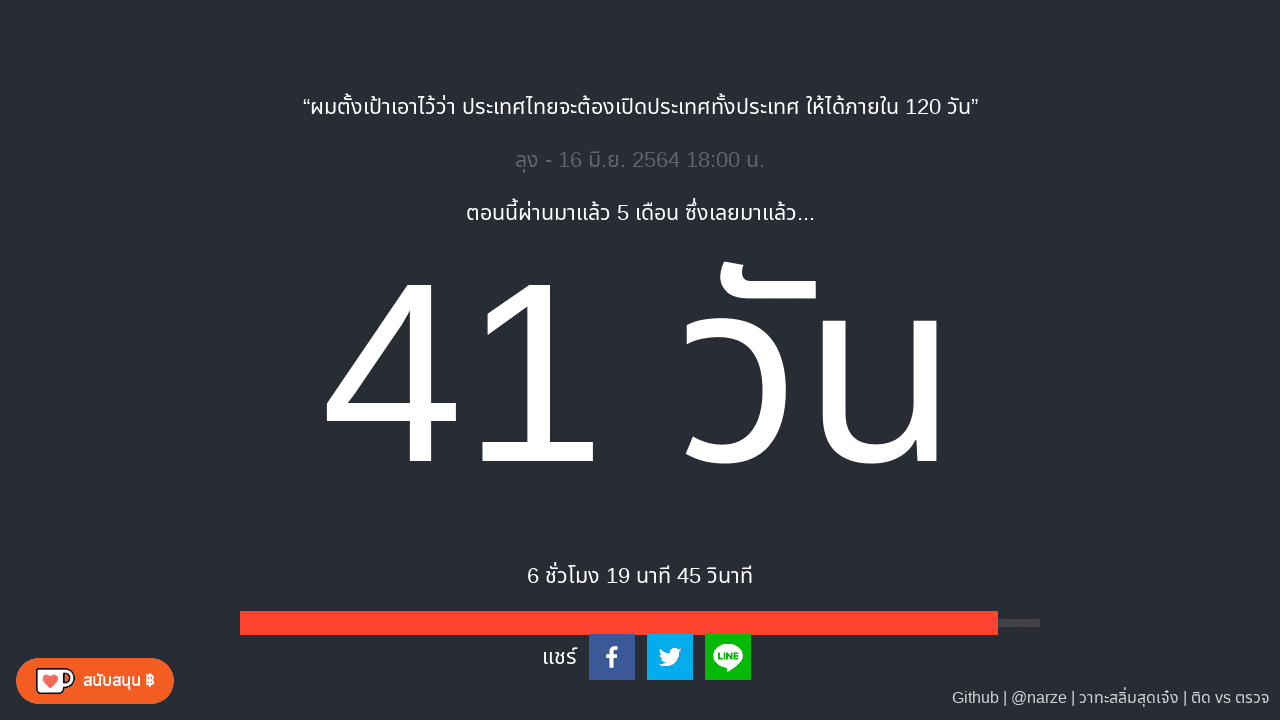 “ผมตั้งเป้าเอาไว้ว่า ประเทศไทยจะต้องเปิดประเทศทั้งประเทศ ให้ได้ภายใน 120 วัน”
ลุง - 16 มิ.ย. 2564 18:00 น.
ตอนนี้ผ่านมาแล้ว 5 เดือน ซึ่งเลยมาแล้ว...
41 วัน
6 ชั่วโมง 19 นาที 45 วินาที
แชร์
LINE
สนับสนุน ฿
Github | @narze | วาทะสลิ่มสุดเจ๋ง | ติด vs ตรวจ